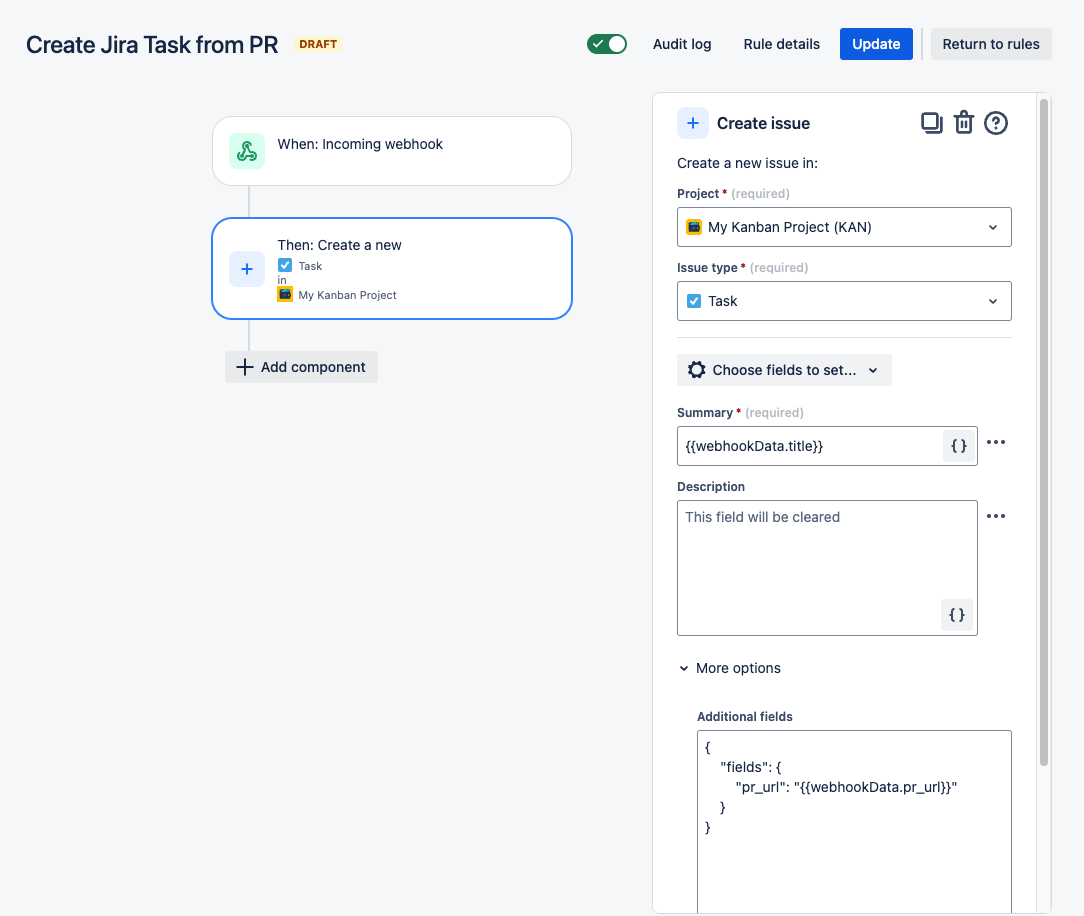 Create Jira Task from PR DRAFT Audit log Rule details Update Return to rules
When: Incoming webhook
Then: Create a new
Task
in
My Kanban Project
Add component
Create issue
Create a new issue in:
Project * (required)
My Kanban Project (KAN)
Issue type * (required)
Task
Choose fields to set...
Summary * (required)
{{webhookData.title}} {}
Description
This field will be cleared
{}
More options
Additional fields
{
"fields": {
"pr_url": "{{webhookData.pr_url}}"
}
}